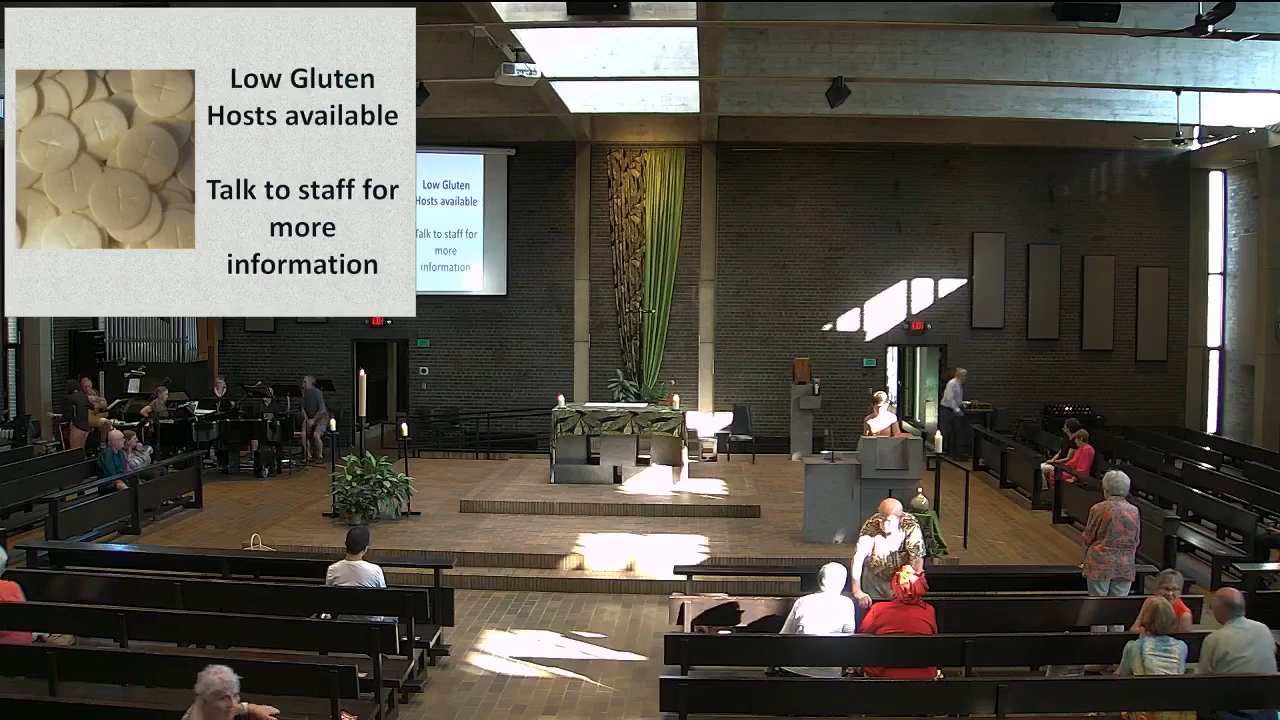 Low Gluten
Hosts available
Talk to staff for
more
information
Low Gluten
Hosts available
Talk to staff for
more
information